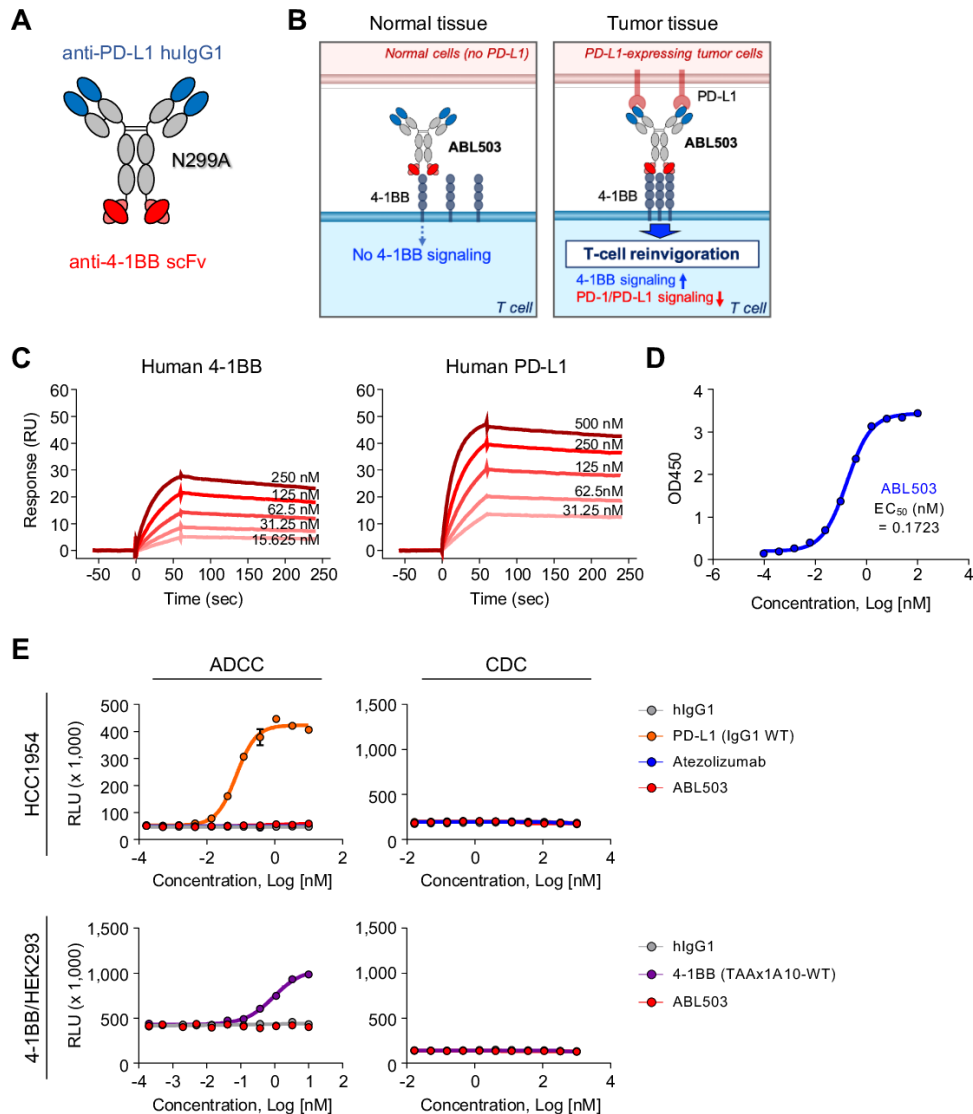 A
anti-PD-L1 huIgG1
N299A
anti-4-1BB scFv
B
Normal tissue
Normal cells (no PD-L1)
ABL503
4-1BB
No 4-1BB signaling
T cell
Tumor tissue
PD-L1-expressing tumor cells
PD-L1
ABL503
4-1BB
T-cell reinvigoration
4-1BB signaling
PD-1/PD-L1 signaling
T cell
C
Human 4-1BB
Response (RU)
60
50
40
30
20
10
0
250 nM
125 nM
62.5 nM
31.25 nM
15.625 nM
-50 0 50 100 150 200 250
Time (sec)
Human PD-L1
60
50
40
30
20
10
0
500 nM
250 nM
125 nM
62.5nM
31.25 nM
-50 0 50 100 150 200 250
Time (sec)
D
OD450
4
3
2
1
0
ABL503
EC50 (nM)
= 0.1723
-6 -4 -2 0 2 4
Concentration, Log [nM]
E
ADCC
CDC
HCC1954
RLU (x 1,000)
500
400
300
200
100
0
-4 -2 0 2
Concentration, Log [nM]
1,500
1,000
500
0
-2 0 2 4
Concentration, Log [nM]
hIgG1
PD-L1 (IgG1 WT)
Atezolizumab
ABL503
4-1BB/HEK293
RLU (x 1,000)
1,500
1,000
500
0
-4 -3 -2 -1 0 1
Concentration, Log [nM]
1,500
1,000
500
0
-2 0 2 4
Concentration, Log [nM]
hIgG1
4-1BB (TAAx1A10-WT)
ABL503